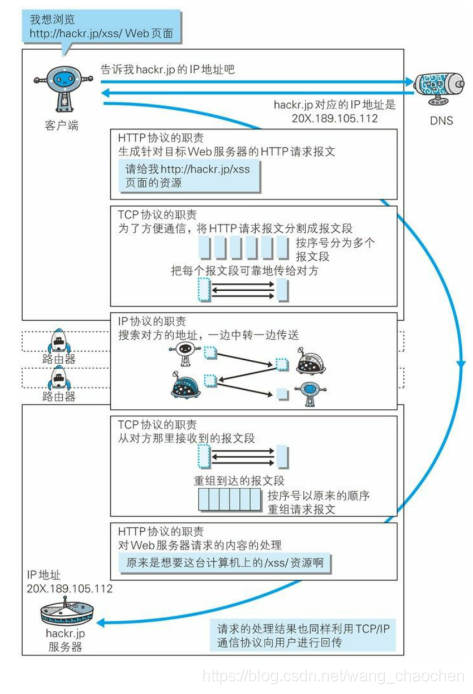 我想浏览
http://hackr.jp/xss/ Web页面
告诉我hackr.jp的IP地址吧
客户端
DNS
hackr.jp对应的IP地址是
20X.189.105.112
HTTP协议的职责
生成针对目标Web服务器的HTTP请求报文
请给我http://hackr.jp/xss
页面的资源
TCP协议的职责
为了方便通信，将HTTP请求报文分割成报文段
按序号分为多个
报文段
把每个报文段可靠地传给对方
IP协议的职责
搜索对方的地址，一边中转一边传送
路由器
路由器
TCP协议的职责
从对方那里接收到的报文段
重组到达的报文段
按序号以原来的顺序
重组请求报文
HTTP协议的职责
对Web服务器请求的内容的处理
原来是想要这台计算机上的/xss/资源啊
IP地址
20X.189.105.112
hackr.jp
服务器
请求的处理结果也同样利用TCP/IP
通信协议向用户进行回传
https://blog.csdn.net/wang_chaochen